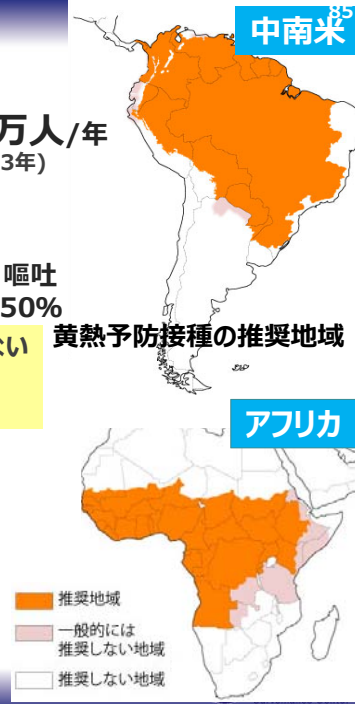 85
中南米
万人/年
3年)
嘔吐
50%
ない
黄熱予防接種の推奨地域
アフリカ
推奨地域
一般的には
推奨しない地域
推奨しない地域